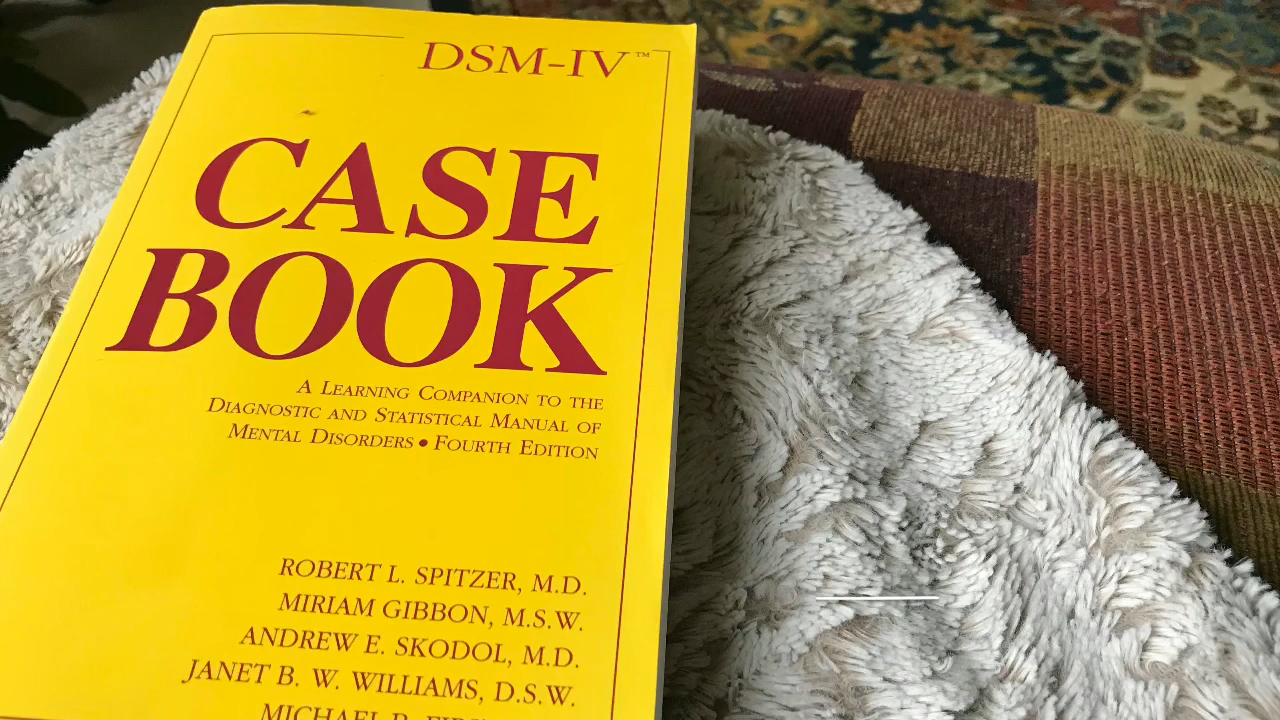 DSM-IV™
CASE
BOOK
A Learning Companion to the
Diagnostic and Statistical Manual of
Mental Disorders • Fourth Edition
ROBERT L. SPITZER, M.D.
MIRIAM GIBBON, M.S.W.
ANDREW E. SKODOL, M.D.
JANET B. W. WILLIAMS, D.S.W.
MICHAEL B.